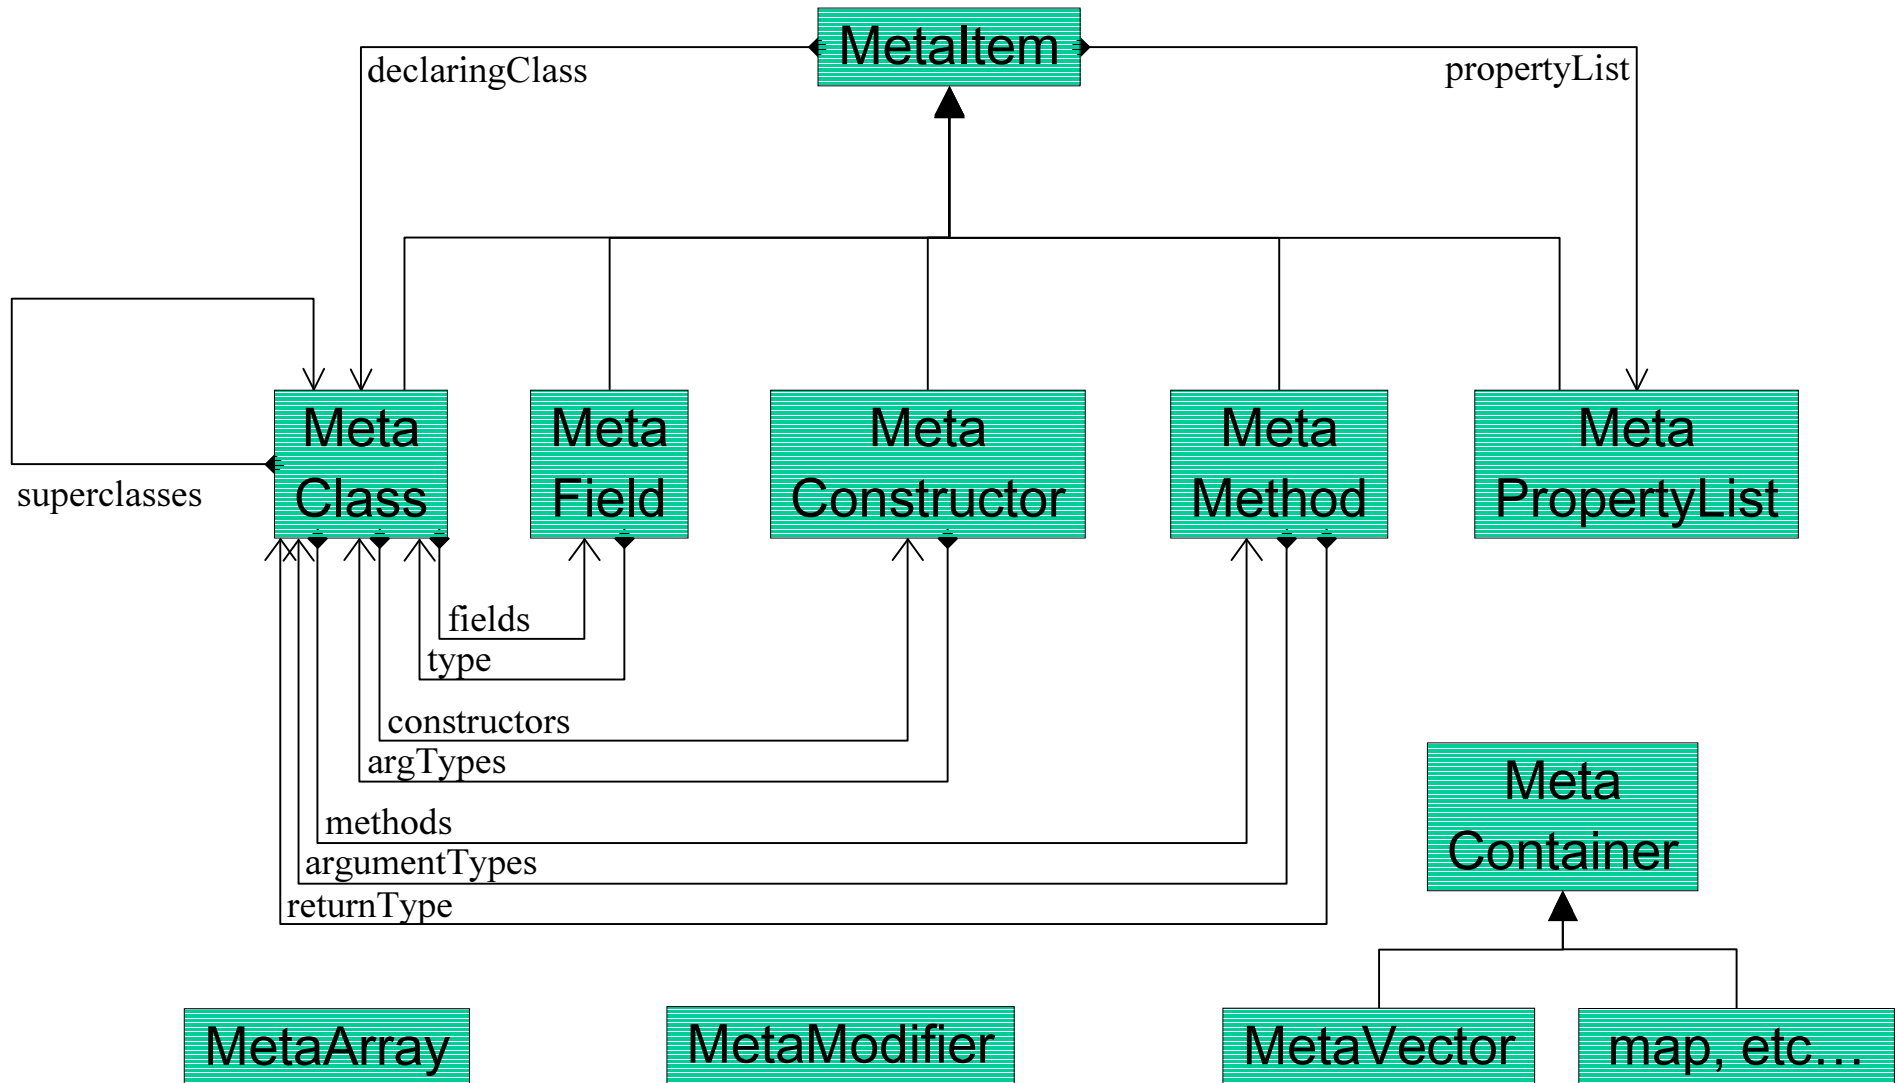 MetaItem
declaringClass
propertyList
Meta
Class
Meta
Field
Meta
Constructor
Meta
Method
Meta
PropertyList
superclasses
fields
type
constructors
argTypes
methods
argumentTypes
returnType
Meta
Container
MetaArray
MetaModifier
MetaVector
map, etc…